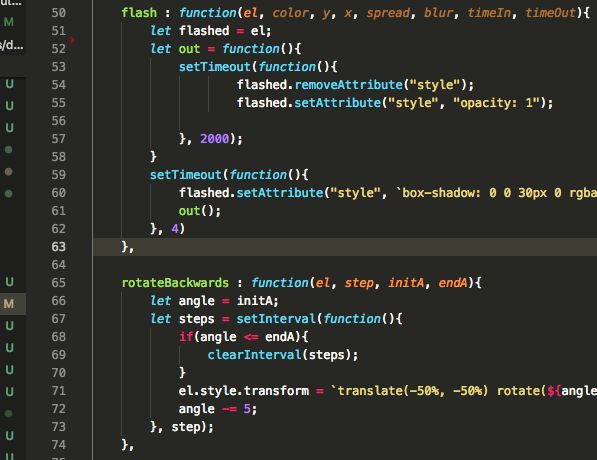 50 flash : function(el, color, y, x, spread, blur, timeIn, timeOut){
M
51 let flashed = el;
s/d...
52 let out = function(){
53 setTimeout(function(){
U
54 flashed.removeAttribute("style");
U
55 flashed.setAttribute("style", "opacity: 1");
U
56
57 }, 2000);
58 }
59 setTimeout(function(){
60 flashed.setAttribute("style", `box-shadow: 0 0 30px 0 rgba
61 out();
62 }, 4)
63 },
64
U
65 rotateBackwards : function(el, step, initA, endA){
M
66 let angle = initA;
U
67 let steps = setInterval(function(){
U
68 if(angle <= endA){
69 clearInterval(steps);
U
70 }
U
71 el.style.transform = `translate(-50%, -50%) rotate(${angle
72 angle -= 5;
U
73 }, step);
U
74 },